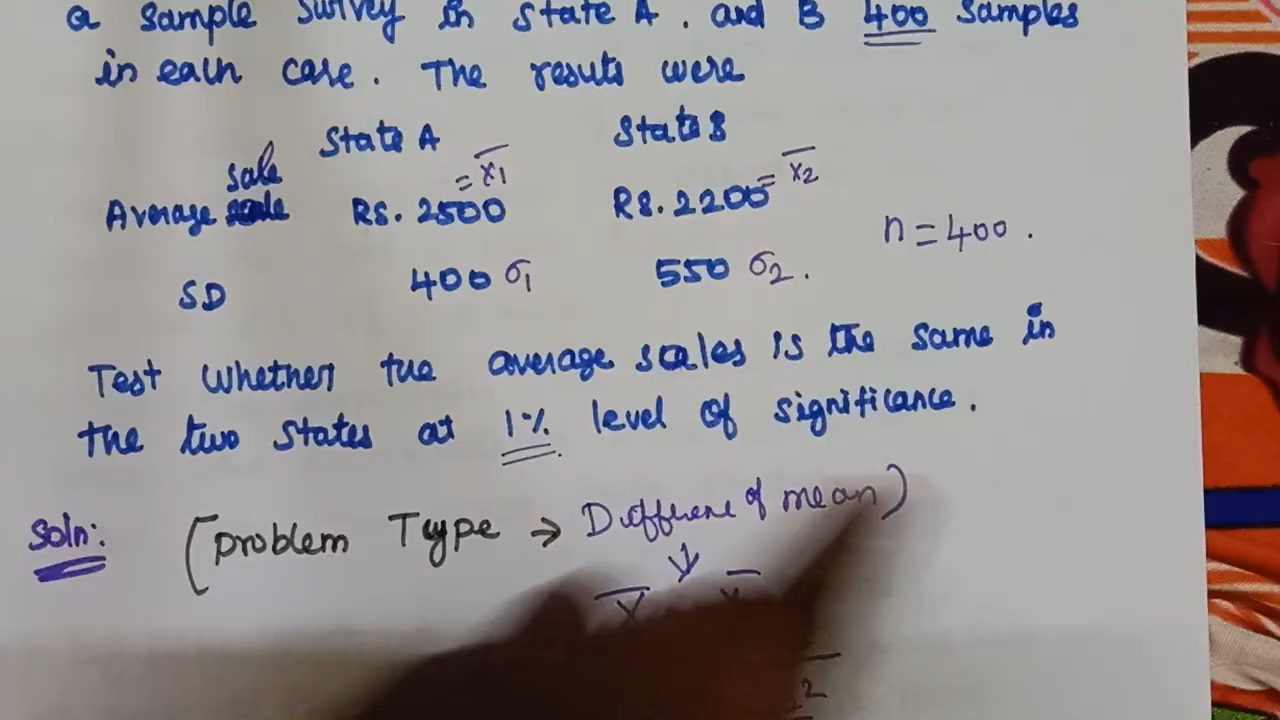 a sample survey in State A . and B 400 Samples
in each case . The results were
State A State B
Average sale Rs. 2500 = x̄1 Rs. 2200 = x̄2
n = 400 .
SD 400 σ1 550 σ2 .
Test whether the average scales is the same in
the two states at 1% level of significance .
Soln: (problem Type → Difference of mean)